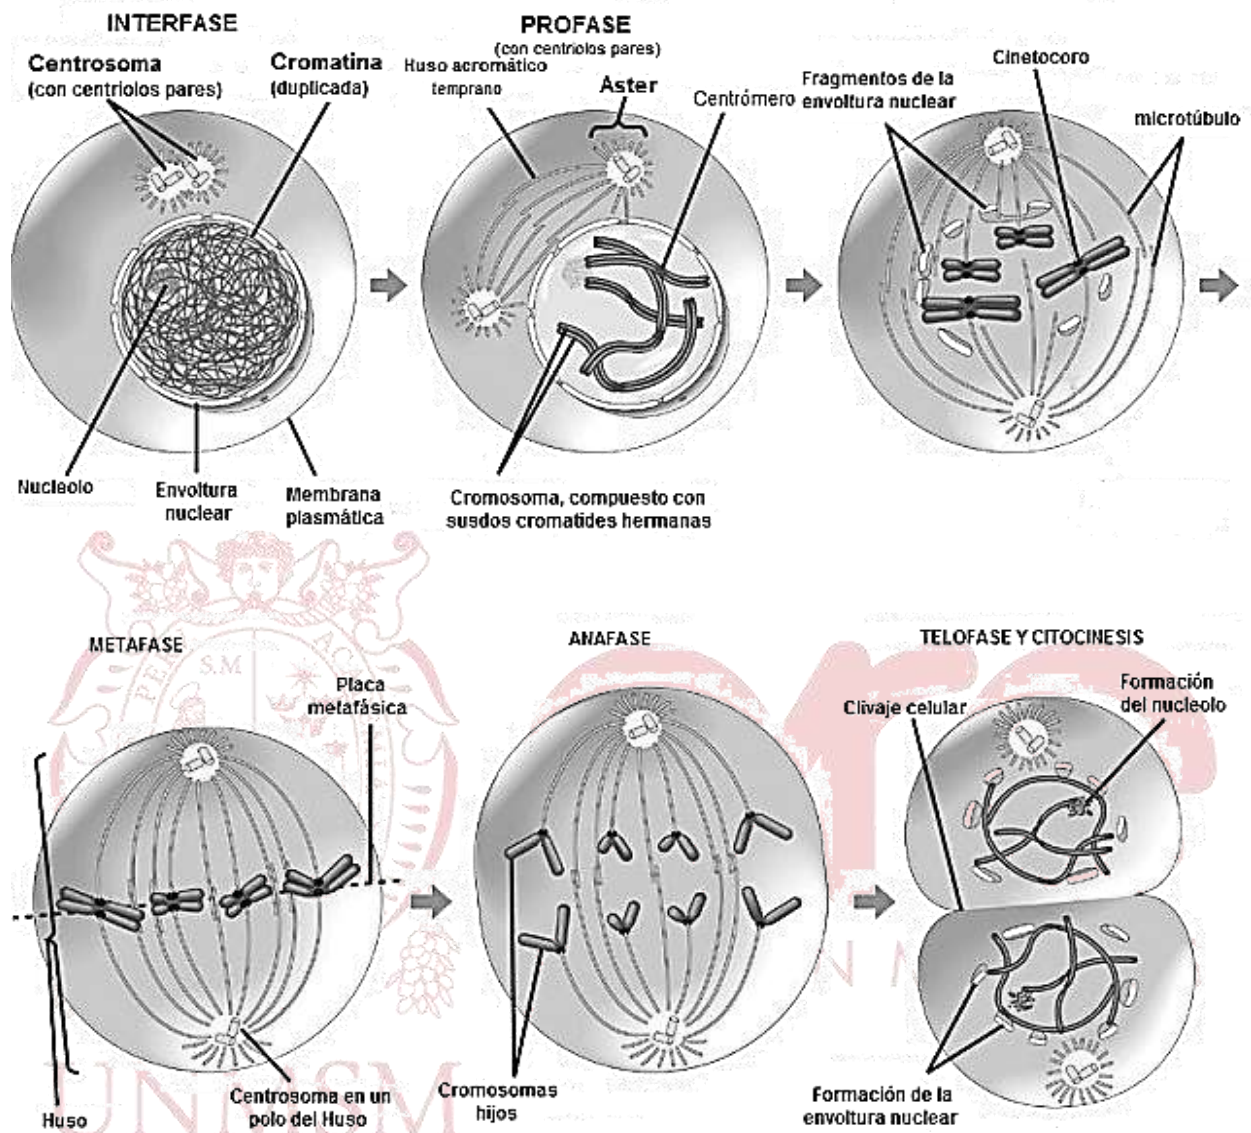 INTERFASE
Centrosoma
(con centriolos pares)
Cromatina
(duplicada)
Nucleolo
Envoltura
nuclear
Membrana
plasmática
PROFASE
(con centriolos pares)
Huso acromático
temprano
Aster
Centrómero
Cromosoma, compuesto con
susdos cromatides hermanas
Fragmentos de la
envoltura nuclear
Cinetocoro
microtúbulo
METAFASE
Placa
metafásica
Huso
Centrosoma en un
polo del Huso
ANAFASE
Cromosomas
hijos
TELOFASE Y CITOCINESIS
Clivaje celular
Formación
del nucleolo
Formación de la
envoltura nuclear
S.M
UNMSM